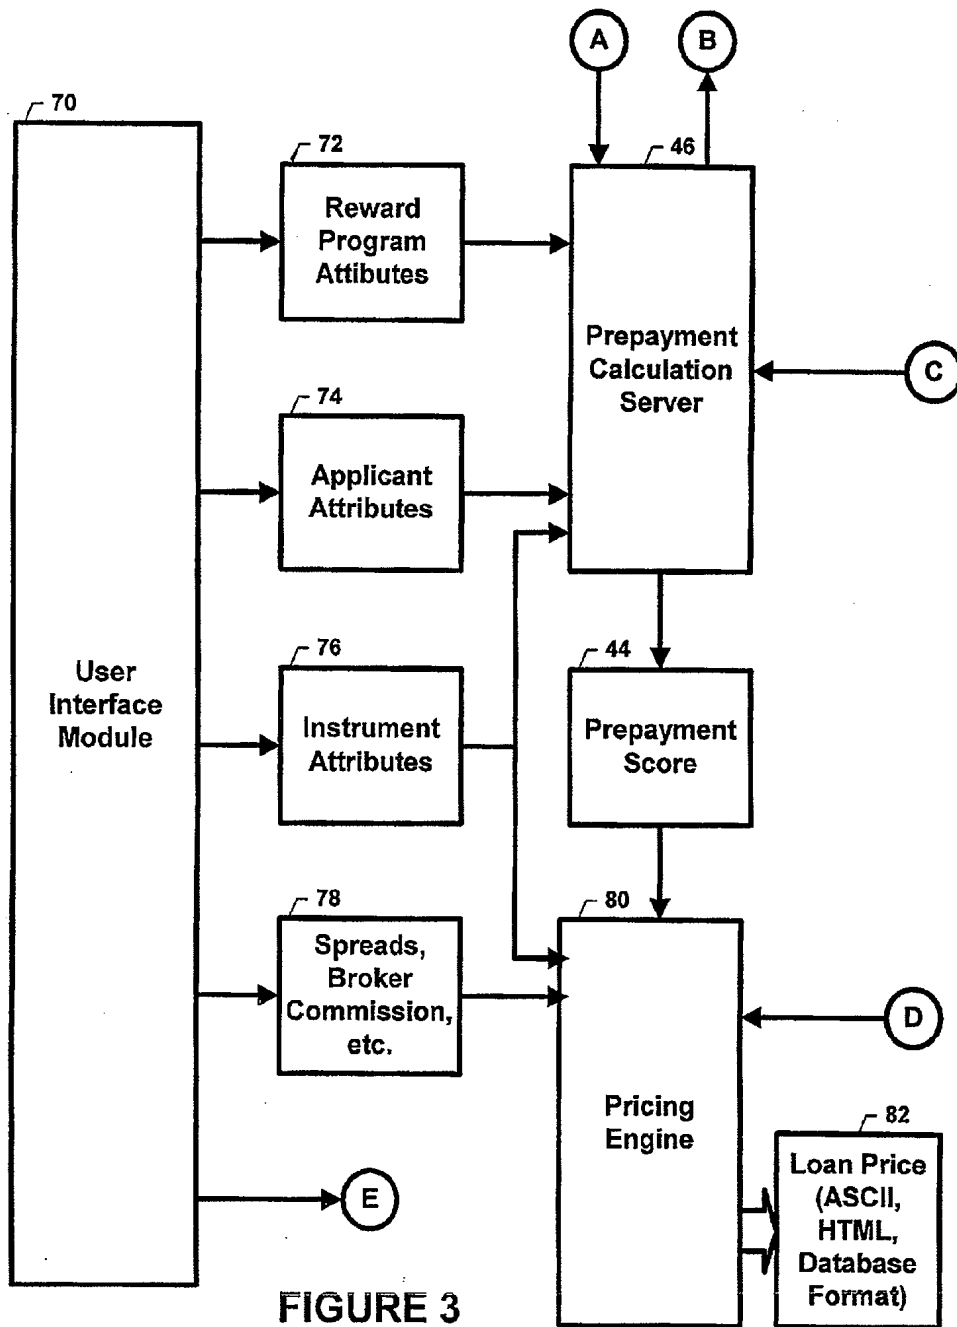 A
B
70
72
46
Reward
Program
Attibutes
Prepayment
Calculation
Server
C
74
Applicant
Attributes
76
44
User
Interface
Module
Instrument
Attributes
Prepayment
Score
78
80
Spreads,
Broker
Commission,
etc.
D
Pricing
Engine
82
Loan Price
(ASCII,
HTML,
Database
Format)
E
FIGURE 3